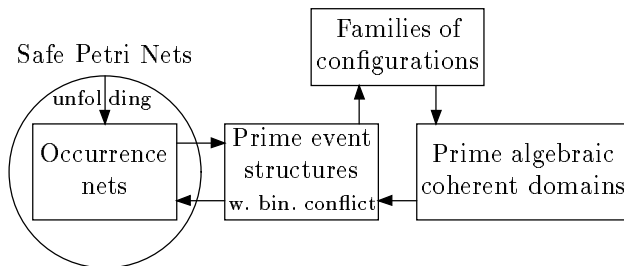 Safe Petri Nets
unfolding
Occurrence
nets
Prime event
structures
w. bin. conflict
Families of
configurations
Prime algebraic
coherent domains